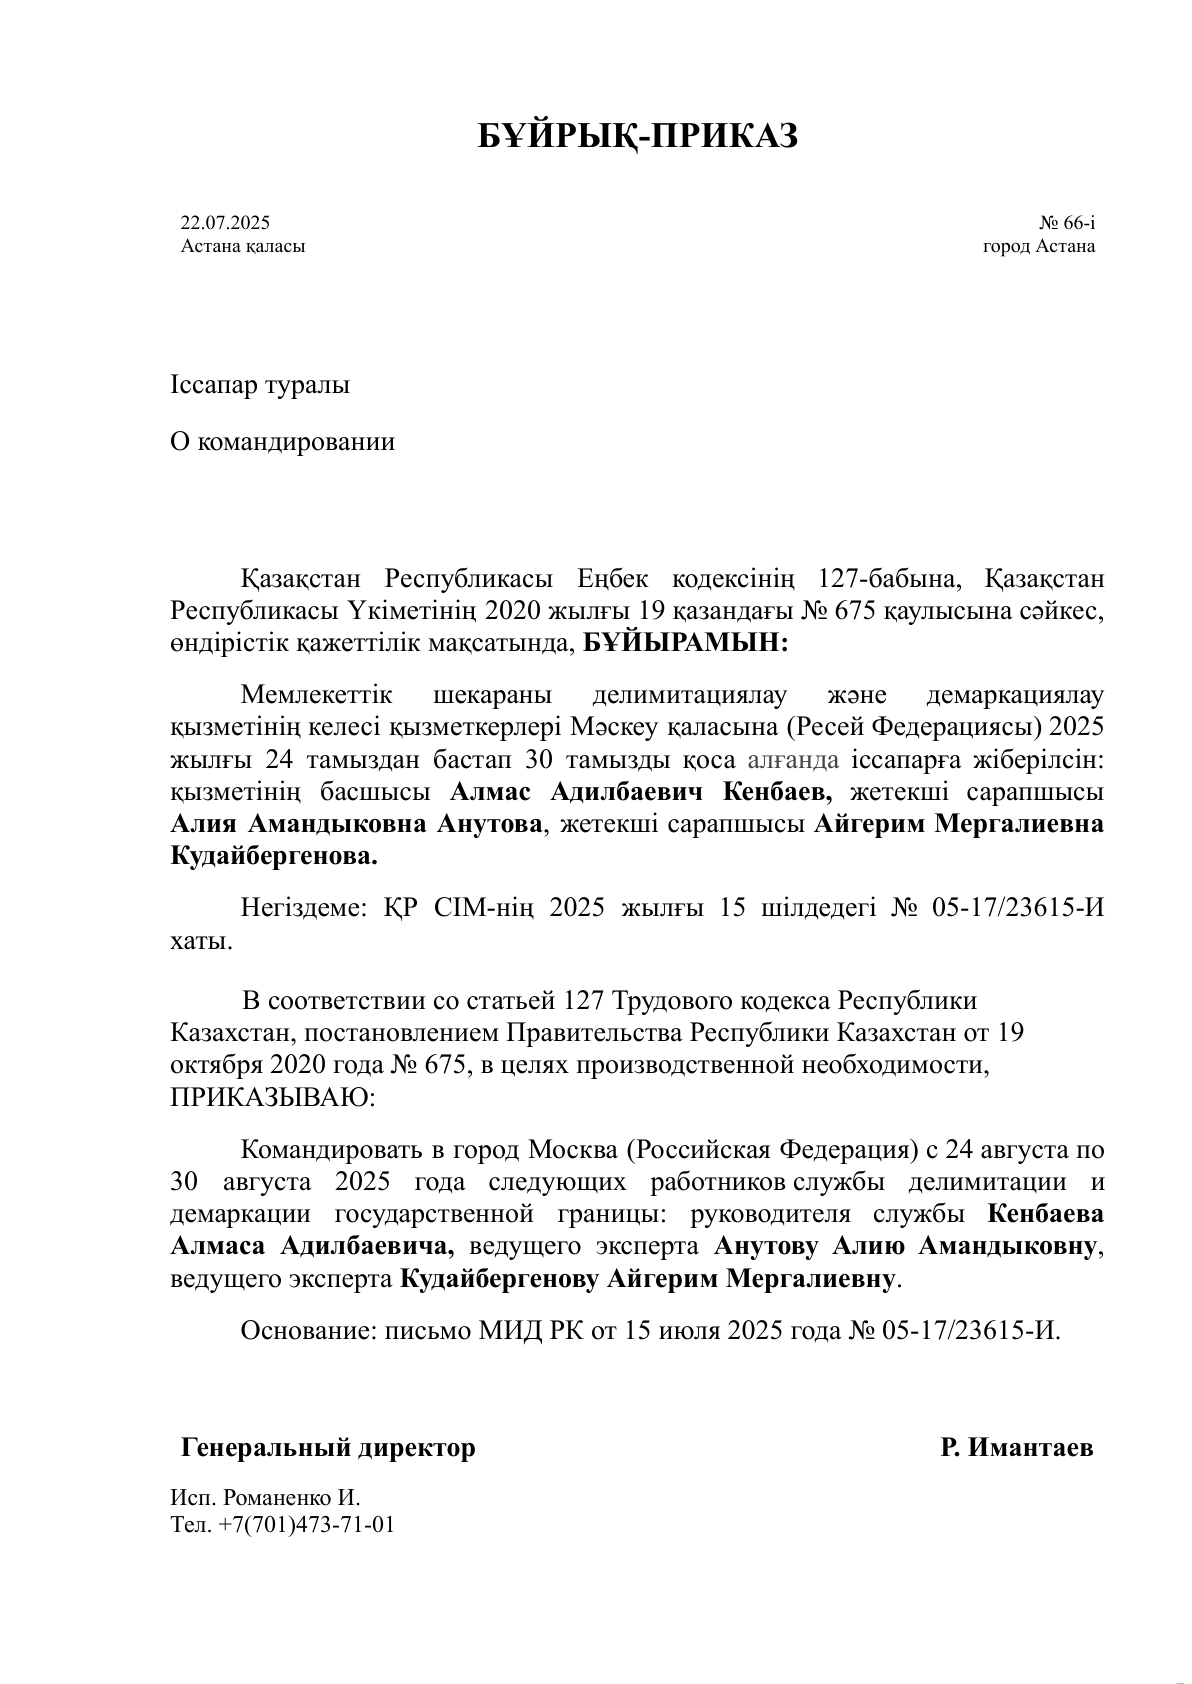 БҰЙРЫҚ-ПРИКАЗ
22.07.2025 № 66-і
Астана қаласы город Астана
Іссапар туралы
О командировании
Қазақстан Республикасы Еңбек кодексінің 127-бабына, Қазақстан
Республикасы Үкіметінің 2020 жылғы 19 қазандағы № 675 қаулысына сәйкес,
өндірістік қажеттілік мақсатында, БҰЙЫРАМЫН:
Мемлекеттік шекараны делимитациялау және демаркациялау
қызметінің келесі қызметкерлері Мәскеу қаласына (Ресей Федерациясы) 2025
жылғы 24 тамыздан бастап 30 тамызды қоса алғанда іссапарға жіберілсін:
қызметінің басшысы Алмас Адилбаевич Кенбаев, жетекші сарапшысы
Алия Амандыковна Анутова, жетекші сарапшысы Айгерим Мергалиевна
Кудайбергенова.
Негіздеме: ҚР СІМ-нің 2025 жылғы 15 шілдедегі № 05-17/23615-И
хаты.
В соответствии со статьей 127 Трудового кодекса Республики
Казахстан, постановлением Правительства Республики Казахстан от 19
октября 2020 года № 675, в целях производственной необходимости,
ПРИКАЗЫВАЮ:
Командировать в город Москва (Российская Федерация) с 24 августа по
30 августа 2025 года следующих работников службы делимитации и
демаркации государственной границы: руководителя службы Кенбаева
Алмаса Адилбаевича, ведущего эксперта Анутову Алию Амандыковну,
ведущего эксперта Кудайбергенову Айгерим Мергалиевну.
Основание: письмо МИД РК от 15 июля 2025 года № 05-17/23615-И.
Генеральный директор Р. Имантаев
Исп. Романенко И.
Тел. +7(701)473-71-01